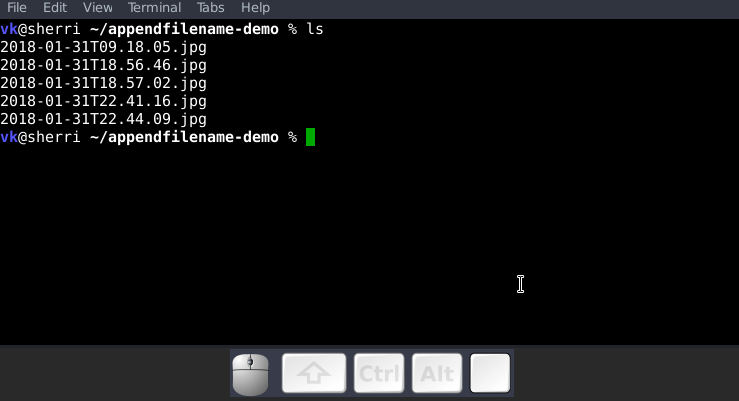 File Edit View Terminal Tabs Help
vk@sherri ~/appendfilename-demo % ls
2018-01-31T09.18.05.jpg
2018-01-31T18.56.46.jpg
2018-01-31T18.57.02.jpg
2018-01-31T22.41.16.jpg
2018-01-31T22.44.09.jpg
vk@sherri ~/appendfilename-demo %
Ctrl Alt